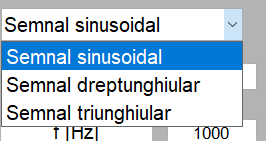 Semnal sinusoidal
Semnal sinusoidal
Semnal dreptunghiular
Semnal triunghiular
f [Hz] 1000